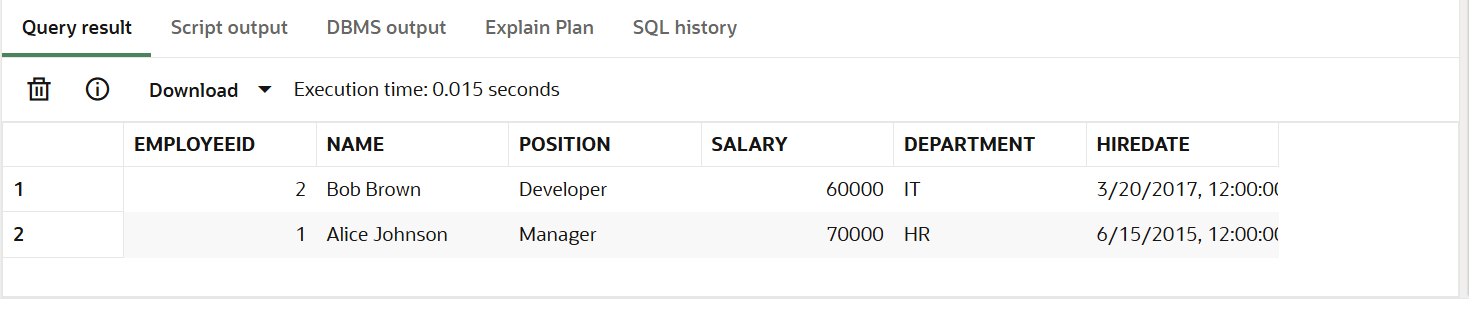 Query result Script output DBMS output Explain Plan SQL history
Download Execution time: 0.015 seconds
EMPLOYEEID NAME POSITION SALARY DEPARTMENT HIREDATE
1 2 Bob Brown Developer 60000 IT 3/20/2017, 12:00:00
2 1 Alice Johnson Manager 70000 HR 6/15/2015, 12:00:00